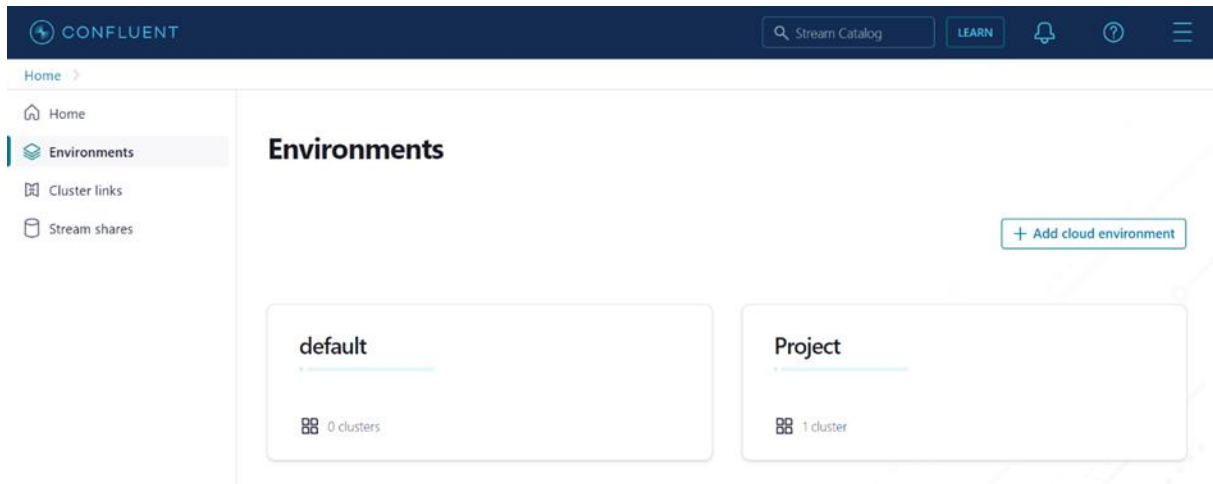 CONFLUENT
Stream Catalog
LEARN
Home
Home
Environments
Cluster links
Stream shares
Environments
+ Add cloud environment
default
0 clusters
Project
1 cluster